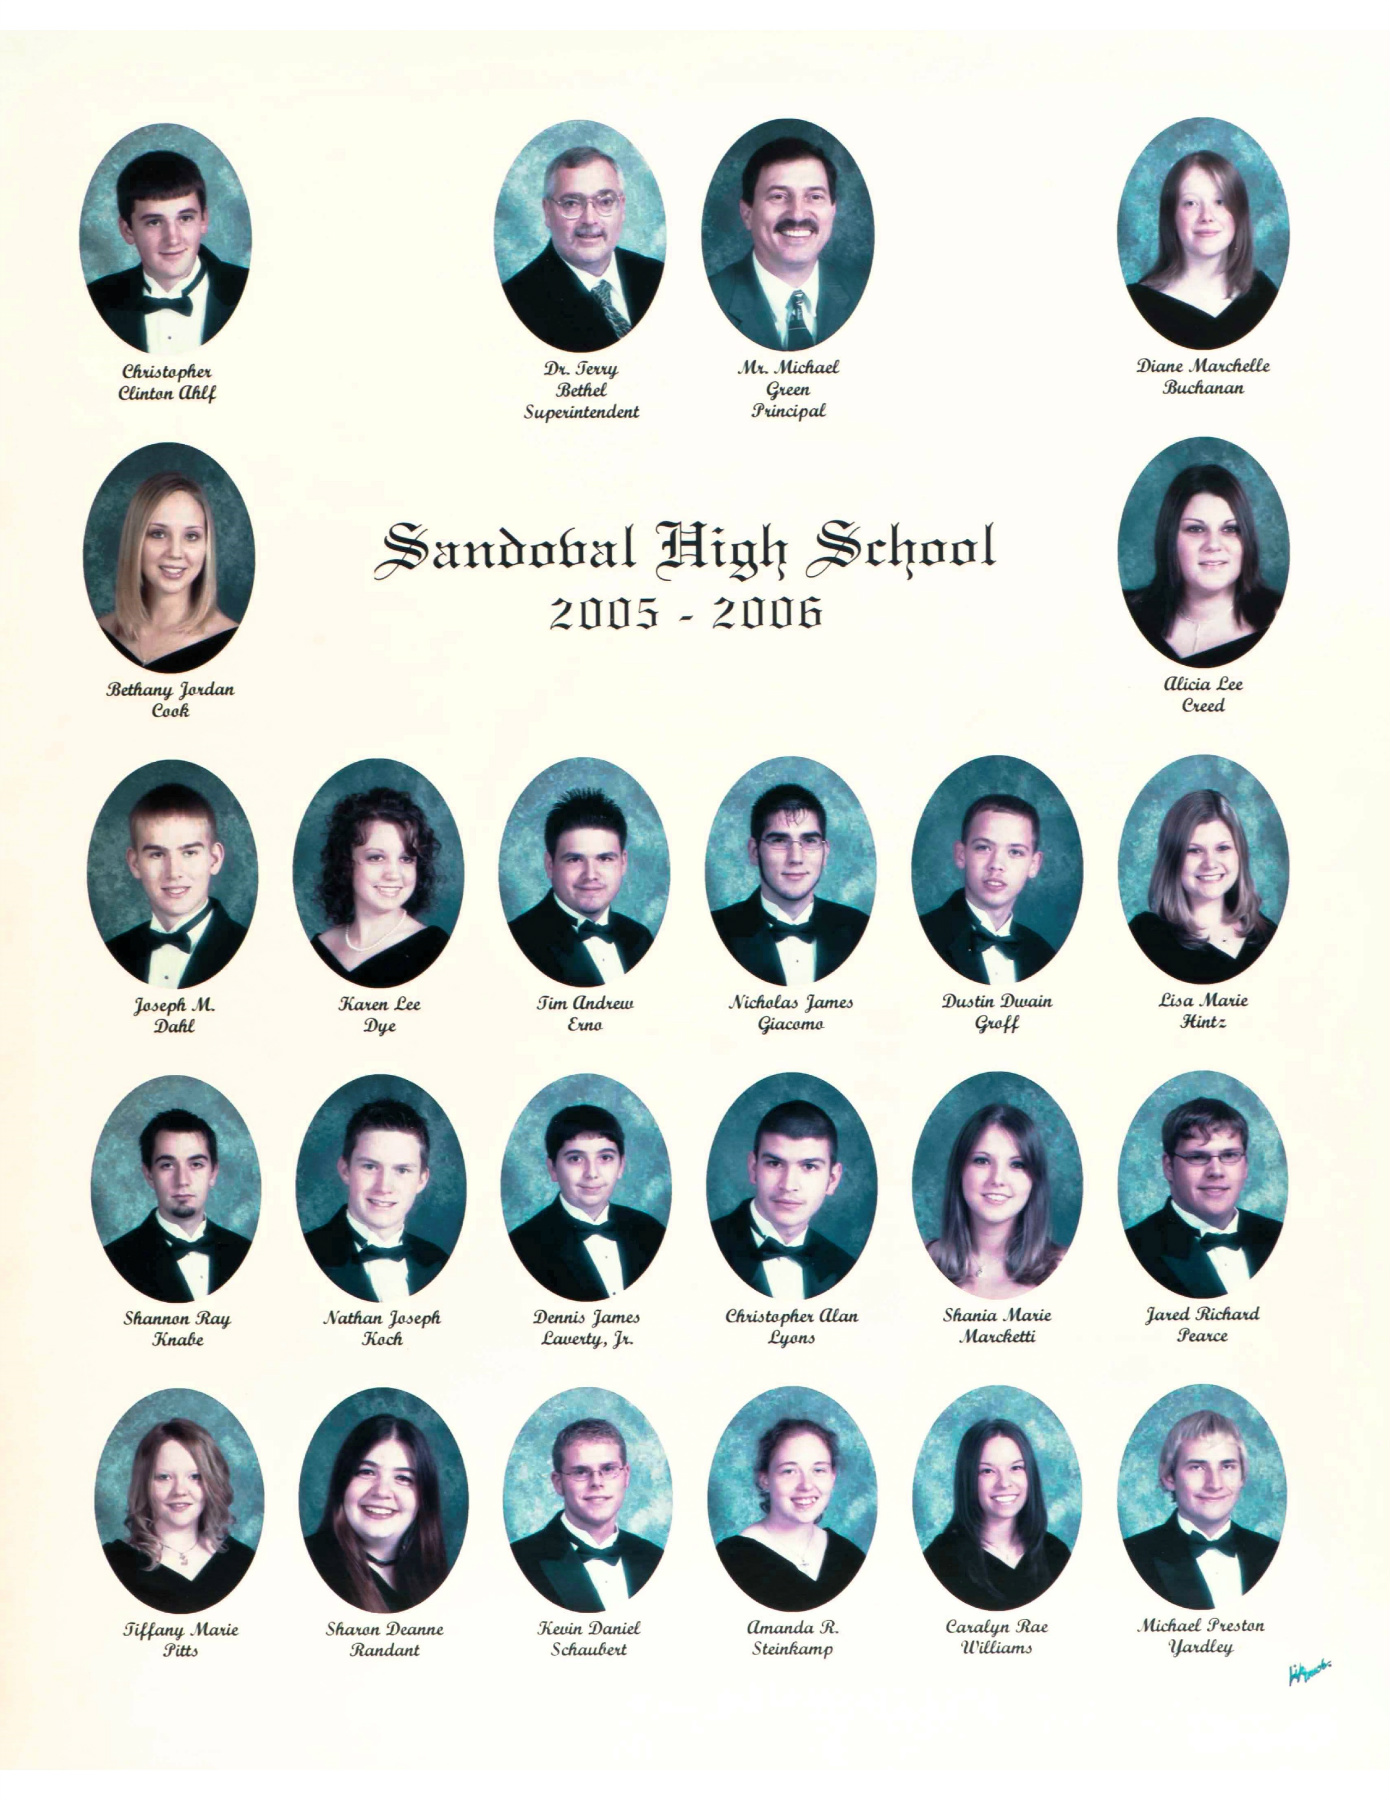 Christopher
Clinton Ahlf
Dr. Terry
Bethel
Superintendent
Mr. Michael
Green
Principal
Diane Marchelle
Buchanan
Bethany Jordan
Cook
Sandoval High School
2005 - 2006
Alicia Lee
Creed
Joseph M.
Dahl
Karen Lee
Dye
Tim Andrew
Erno
Nicholas James
Giacomo
Dustin Dwain
Groff
Lisa Marie
Hintz
Shannon Ray
Knabe
Nathan Joseph
Koch
Dennis James
Laverty, Jr.
Christopher Alan
Lyons
Shania Marie
Marcketti
Jared Richard
Pearce
Tiffany Marie
Pitts
Sharon Deanne
Randant
Kevin Daniel
Schaubert
Amanda R.
Steinkamp
Caralyn Rae
Williams
Michael Preston
Yardley